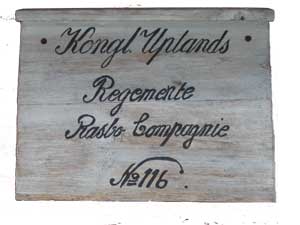 Kongl. Uplands
Regemente
Rasbo Compagnie
No 116.